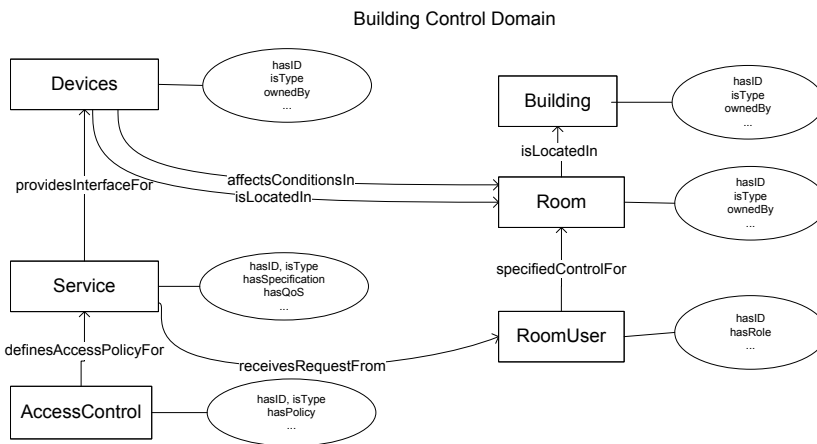 Building Control Domain
Devices
hasID
isType
ownedBy
...
Building
hasID
isType
ownedBy
...
isLocatedIn
providesInterfaceFor
affectsConditionsIn
isLocatedIn
Room
hasID
isType
ownedBy
...
specifiedControlFor
Service
hasID, isType
hasSpecification
hasQoS
...
RoomUser
hasID
hasRole
...
definesAccessPolicyFor
receivesRequestFrom
AccessControl
hasID, isType
hasPolicy
...